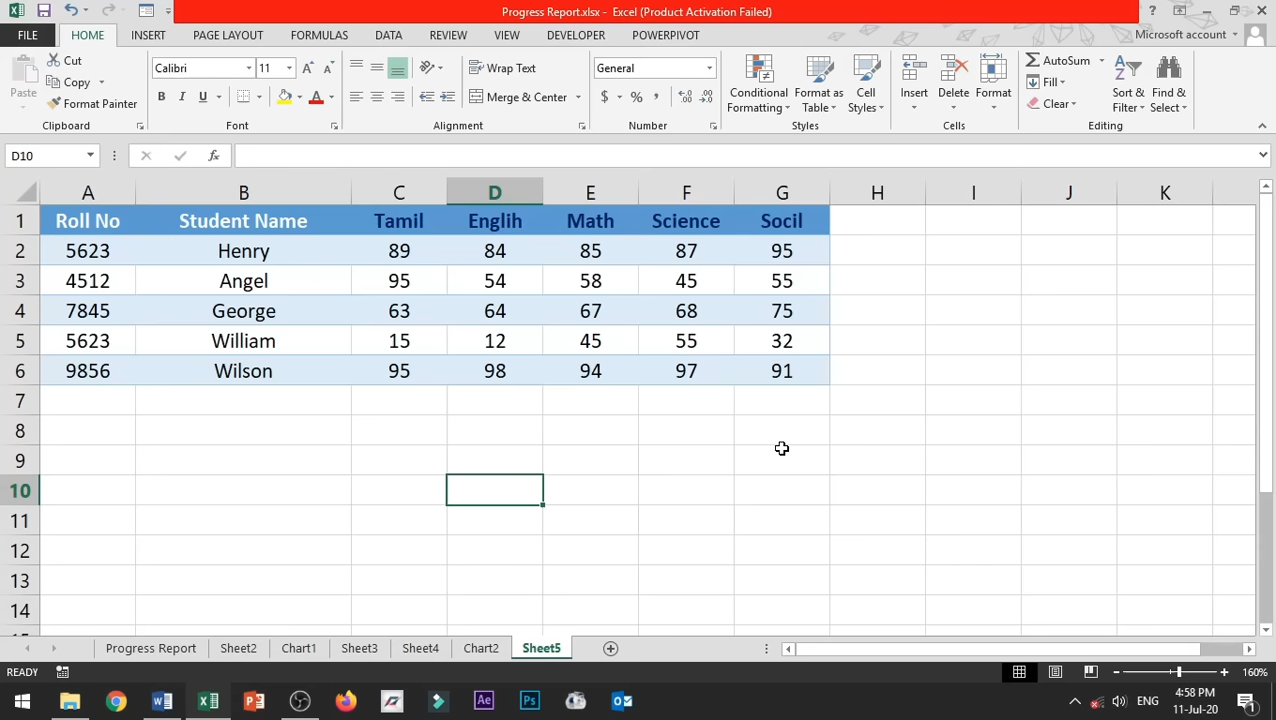 Progress Report.xlsx - Excel (Product Activation Failed)
FILE HOME INSERT PAGE LAYOUT FORMULAS DATA REVIEW VIEW DEVELOPER POWERPIVOT Microsoft account
Paste
Cut
Copy
Format Painter
Clipboard
Calibri 11
B I U
Font
Wrap Text
Merge & Center
Alignment
General
$ % ,
Number
Conditional Formatting
Format as Table
Cell Styles
Styles
Insert Delete Format
Cells
AutoSum
Fill
Clear
Sort & Filter
Find & Select
Editing
D10 fx
A B C D E F G H I J K
1 Roll No Student Name Tamil Englih Math Science Socil
2 5623 Henry 89 84 85 87 95
3 4512 Angel 95 54 58 45 55
4 7845 George 63 64 67 68 75
5 5623 William 15 12 45 55 32
6 9856 Wilson 95 98 94 97 91
7
8
9
10
11
12
13
14
Progress Report Sheet2 Chart1 Sheet3 Sheet4 Chart2 Sheet5
READY 160%
ENG 4:58 PM
11-Jul-20